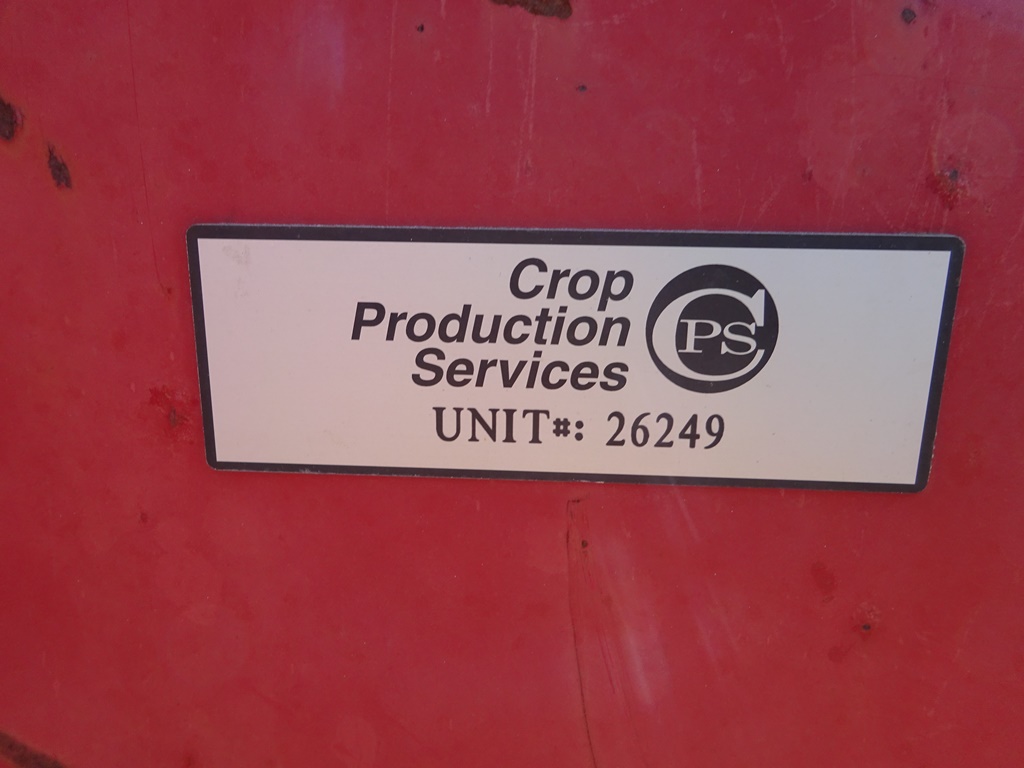 Crop
Production
Services
CPS
UNIT#: 26249